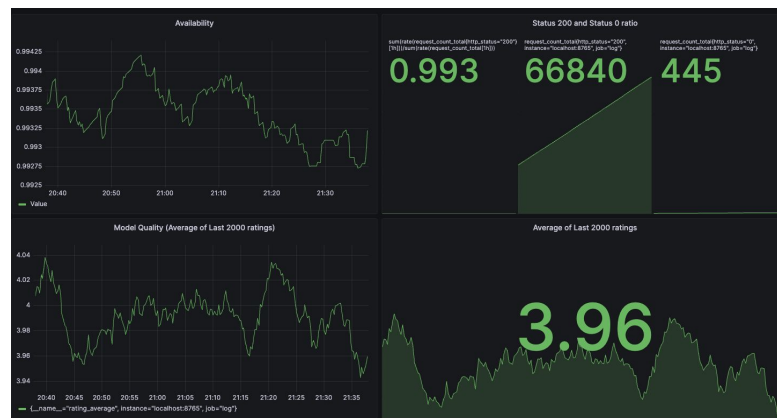 Availability
0.99425
0.994
0.99375
0.9935
0.99325
0.993
0.99275
0.9925
20:40 20:50 21:00 21:10 21:20 21:30
Value
Status 200 and Status 0 ratio
sum(rate(request_count_total{http_status="200"}
[1h]))/sum(rate(request_count_total[1h]))
0.993
request_count_total{http_status="200",
instance="localhost:8765", job="log"}
66840
request_count_total{http_status="0",
instance="localhost:8765", job="log"}
445
Model Quality (Average of Last 2000 ratings)
4.04
4.02
4
3.98
3.96
3.94
20:40 20:45 20:50 20:55 21:00 21:05 21:10 21:15 21:20 21:25 21:30 21:35
{__name__="rating_average", instance="localhost:8765", job="log"}
Average of Last 2000 ratings
3.96